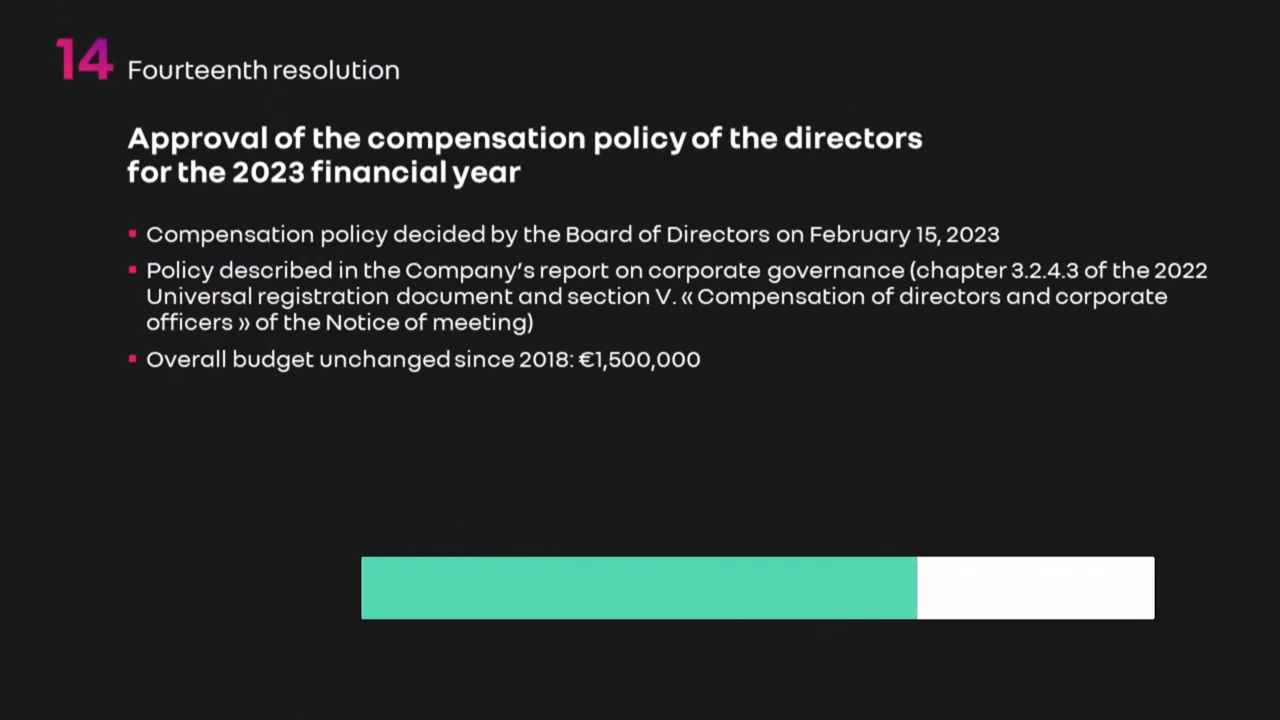 14 Fourteenth resolution
Approval of the compensation policy of the directors
for the 2023 financial year
▪ Compensation policy decided by the Board of Directors on February 15, 2023
▪ Policy described in the Company's report on corporate governance (chapter 3.2.4.3 of the 2022
Universal registration document and section V. « Compensation of directors and corporate
officers » of the Notice of meeting)
▪ Overall budget unchanged since 2018: €1,500,000